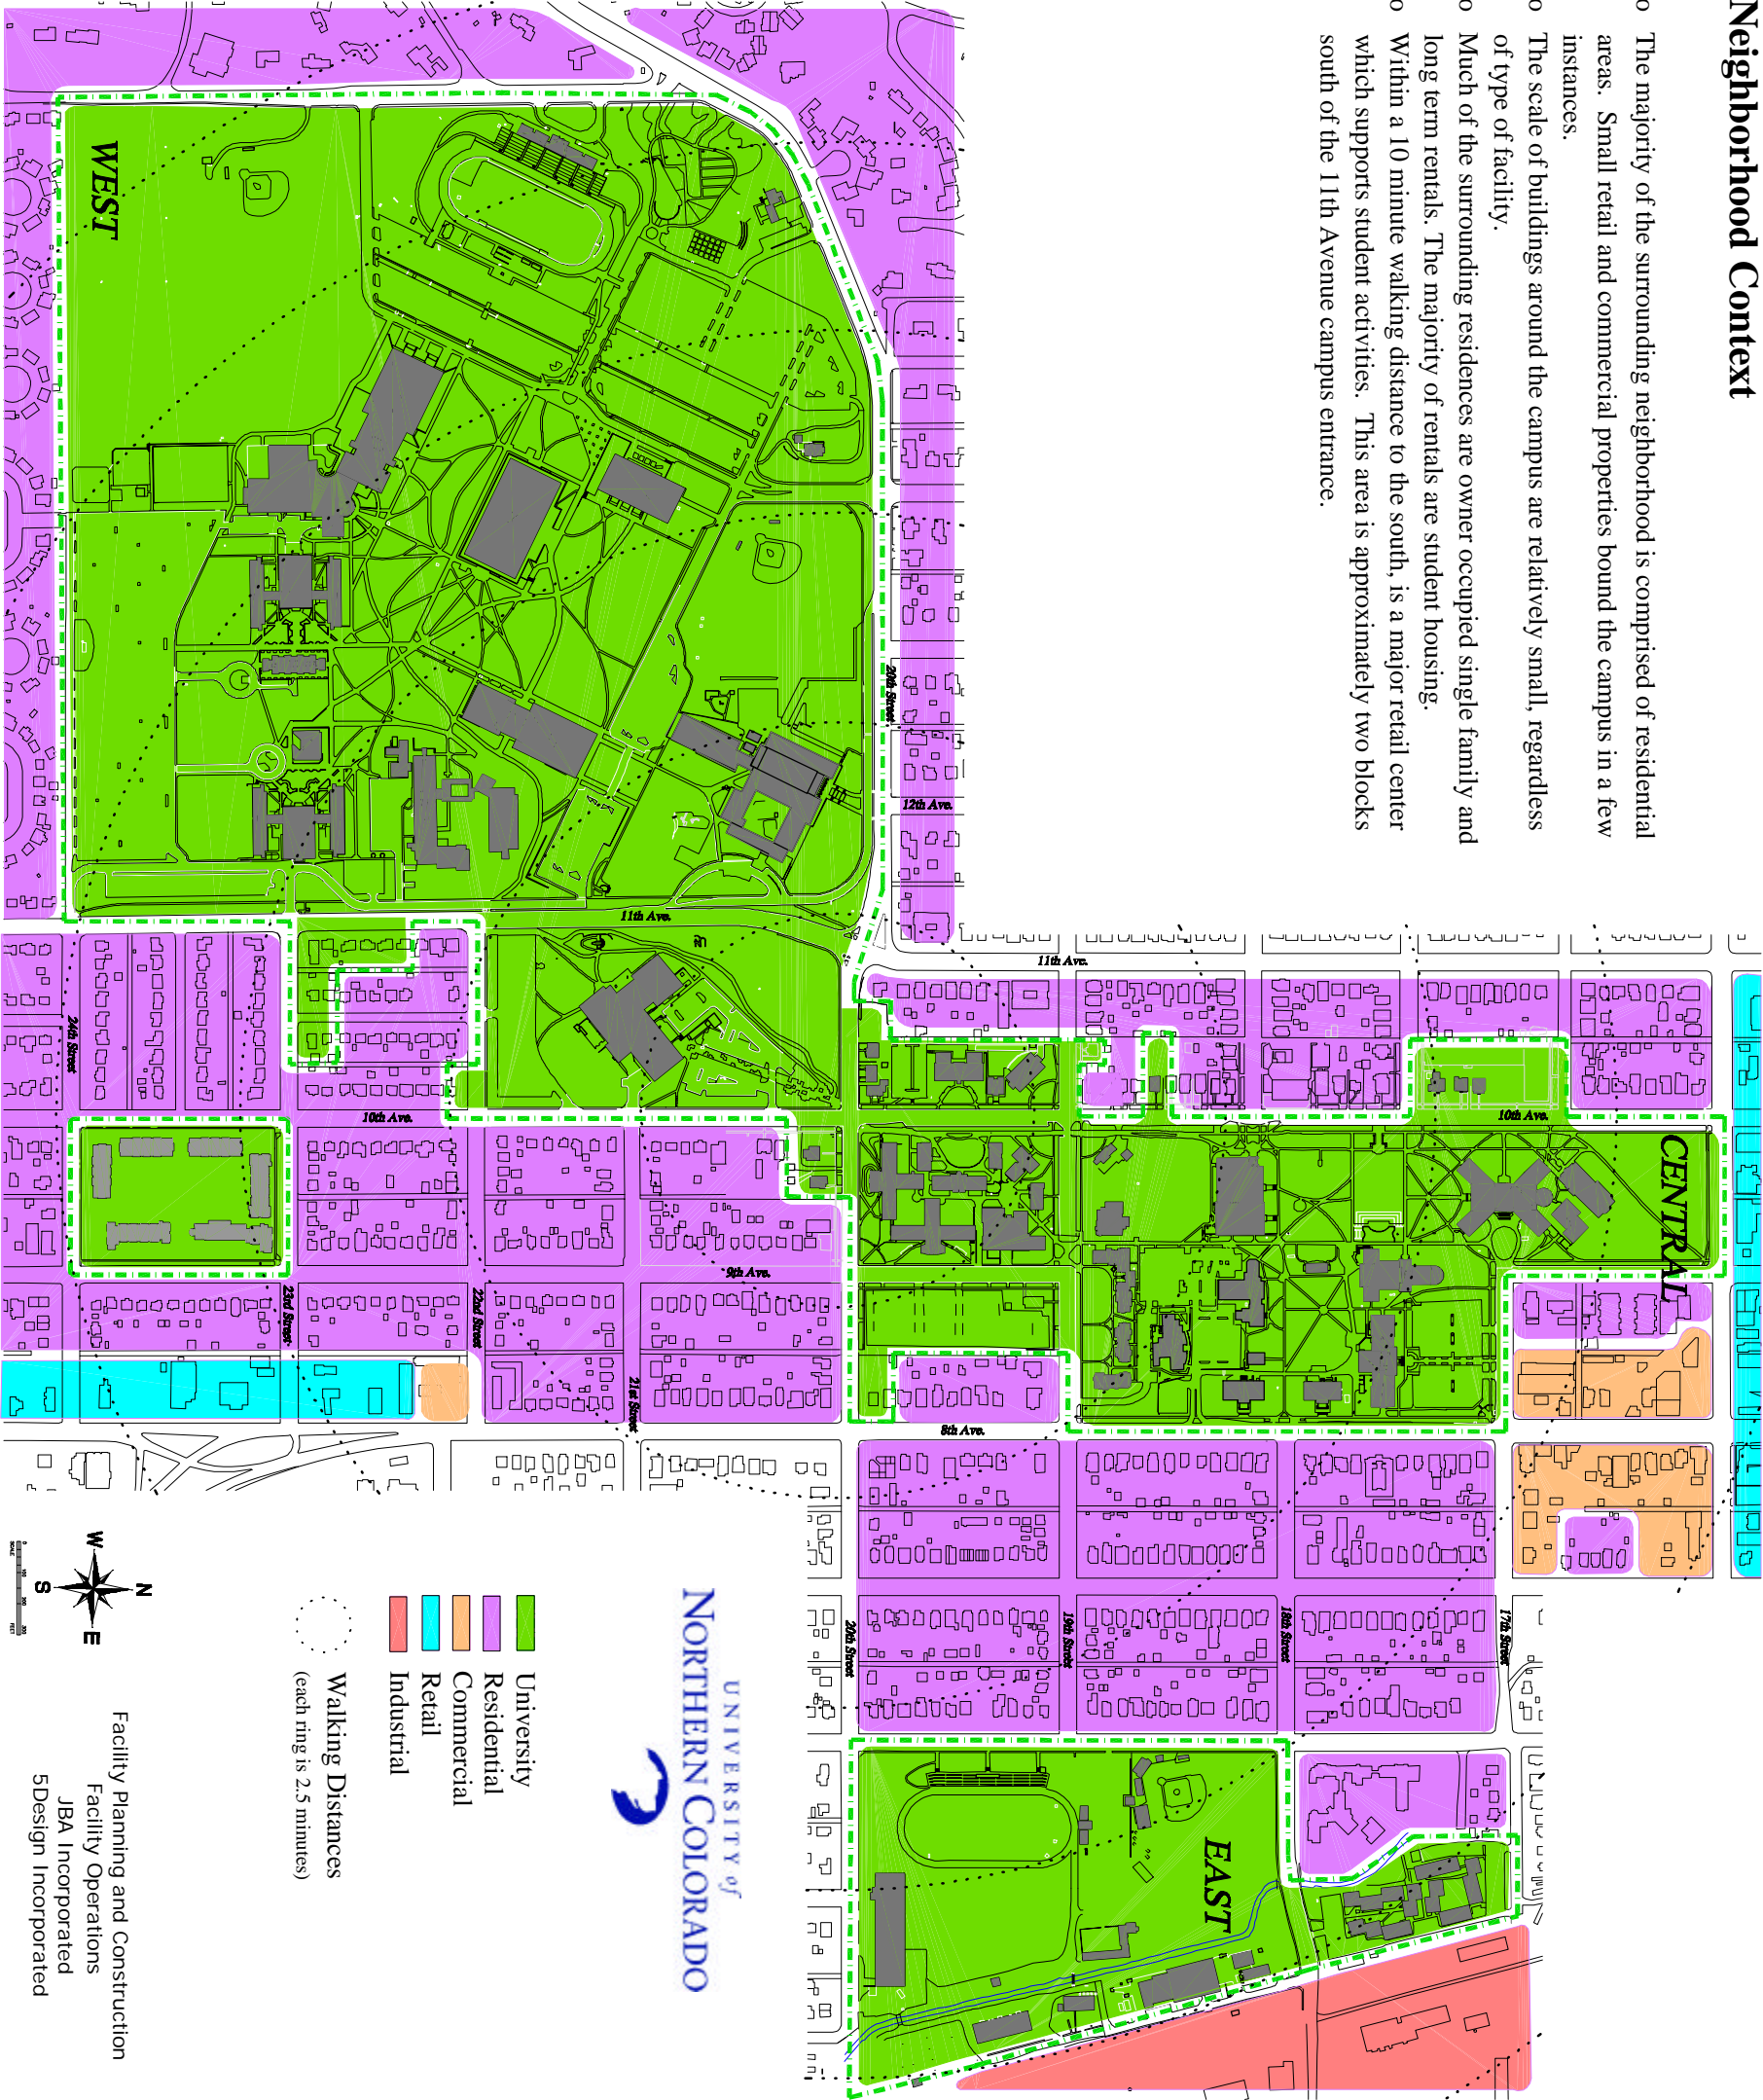 Neighborhood Context
o The majority of the surrounding neighborhood is comprised of residential
areas. Small retail and commercial properties bound the campus in a few
instances.
o The scale of buildings around the campus are relatively small, regardless
of type of facility.
o Much of the surrounding residences are owner occupied single family and
long term rentals. The majority of rentals are student housing.
o Within a 10 minute walking distance to the south, is a major retail center
which supports student activities. This area is approximately two blocks
south of the 11th Avenue campus entrance.
WEST
CENTRAL
EAST
20th Street
12th Ave.
11th Ave.
11th Ave.
10th Ave.
10th Ave.
9th Ave.
8th Ave.
24th Street
23rd Street
22nd Street
21st Street
20th Street
19th Street
18th Street
17th Street
UNIVERSITY of
NORTHERN COLORADO
University
Residential
Commercial
Retail
Industrial
Walking Distances
(each ring is 2.5 minutes)
N
W
E
S
SCALE
FEET
Facility Planning and Construction
Facility Operations
JBA Incorporated
5Design Incorporated